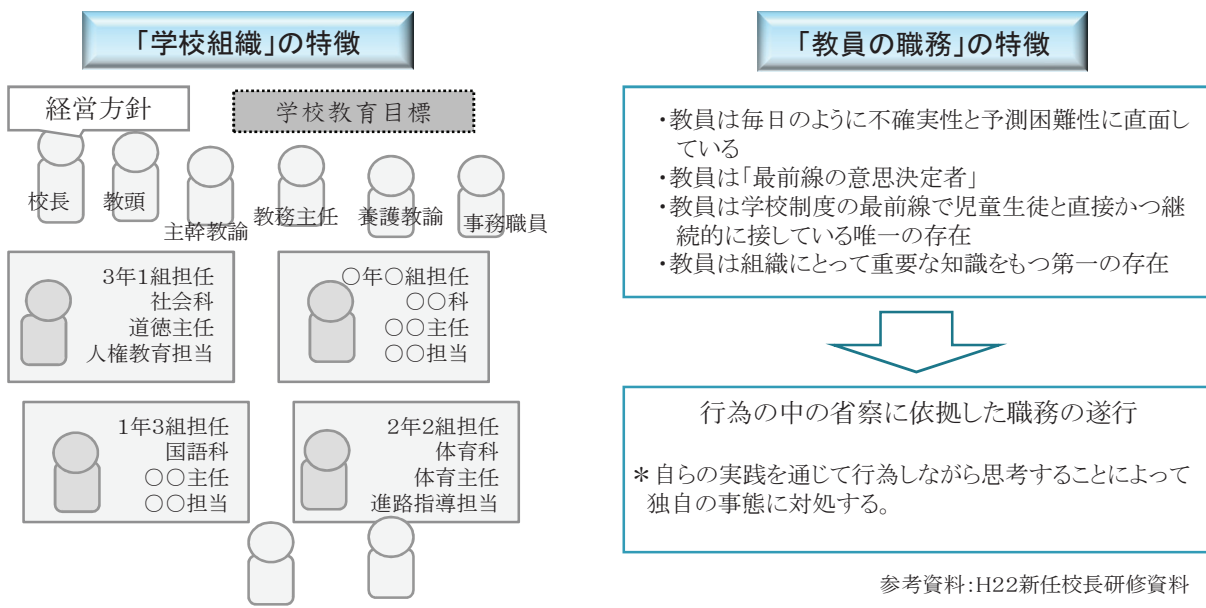 「学校組織」の特徴
経営方針
学校教育目標
校長
教頭
主幹教諭
教務主任
養護教諭
事務職員
3年1組担任
社会科
道徳主任
人権教育担当
○年○組担任
○○科
○○主任
○○担当
1年3組担任
国語科
○○主任
○○担当
2年2組担任
体育科
体育主任
進路指導担当
「教員の職務」の特徴
・教員は毎日のように不確実性と予測困難性に直面し
ている
・教員は「最前線の意思決定者」
・教員は学校制度の最前線で児童生徒と直接かつ継
続的に接している唯一の存在
・教員は組織にとって重要な知識をもつ第一の存在
行為の中の省察に依拠した職務の遂行
＊自らの実践を通じて行為しながら思考することによって
独自の事態に対処する。
参考資料:H22新任校長研修資料